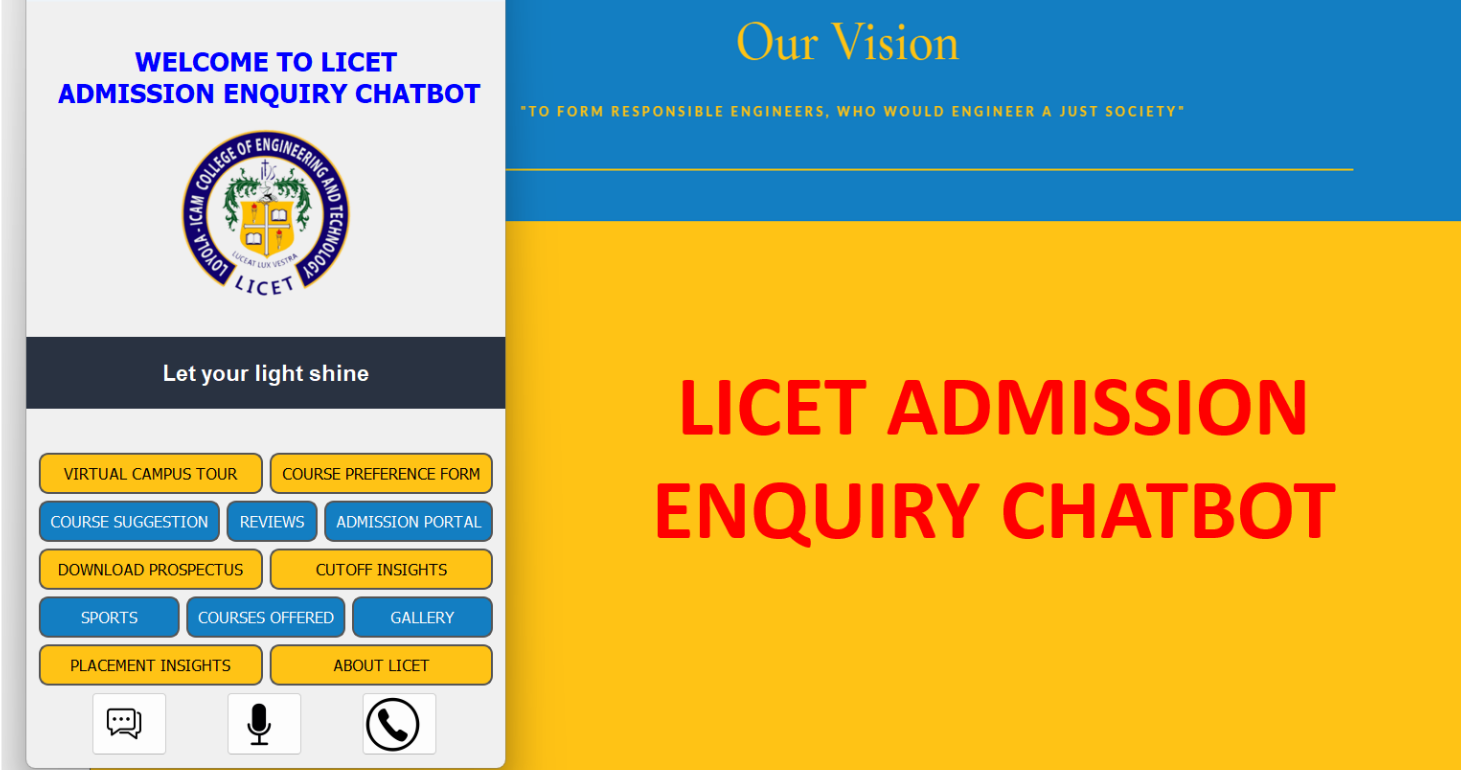 WELCOME TO LICET
ADMISSION ENQUIRY CHATBOT
LOYOLA - ICAM COLLEGE OF ENGINEERING AND TECHNOLOGY
LUCEAT LUX VESTRA
LICET
Let your light shine
VIRTUAL CAMPUS TOUR
COURSE PREFERENCE FORM
COURSE SUGGESTION
REVIEWS
ADMISSION PORTAL
DOWNLOAD PROSPECTUS
CUTOFF INSIGHTS
SPORTS
COURSES OFFERED
GALLERY
PLACEMENT INSIGHTS
ABOUT LICET
Our Vision
"TO FORM RESPONSIBLE ENGINEERS, WHO WOULD ENGINEER A JUST SOCIETY"
LICET ADMISSION
ENQUIRY CHATBOT